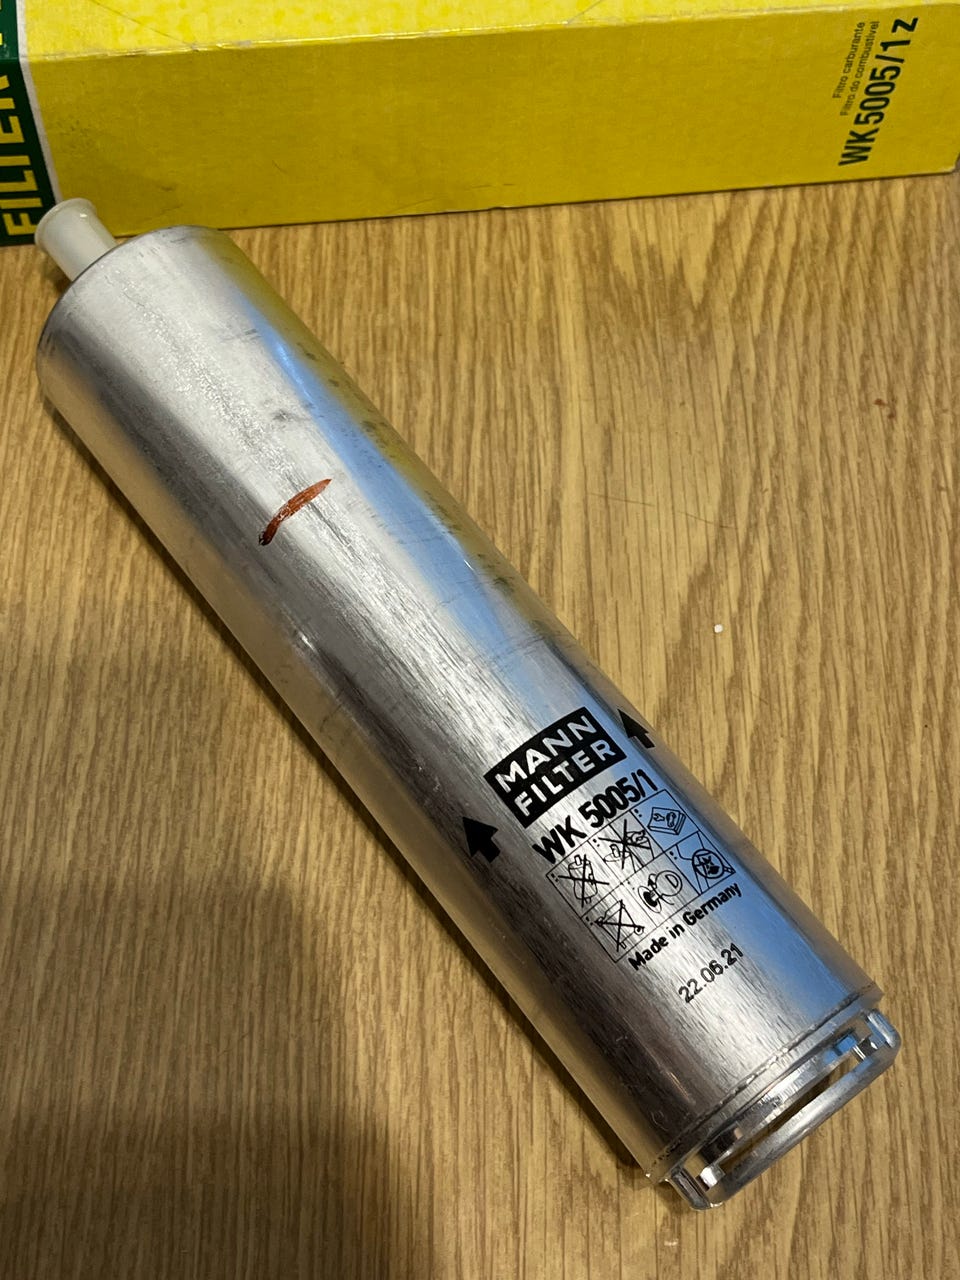 FILTER
Filtro carburante
Filtro do combustível
WK 5005/1 z
MANN
FILTER
WK 5005/1
Made in Germany
22.06.21